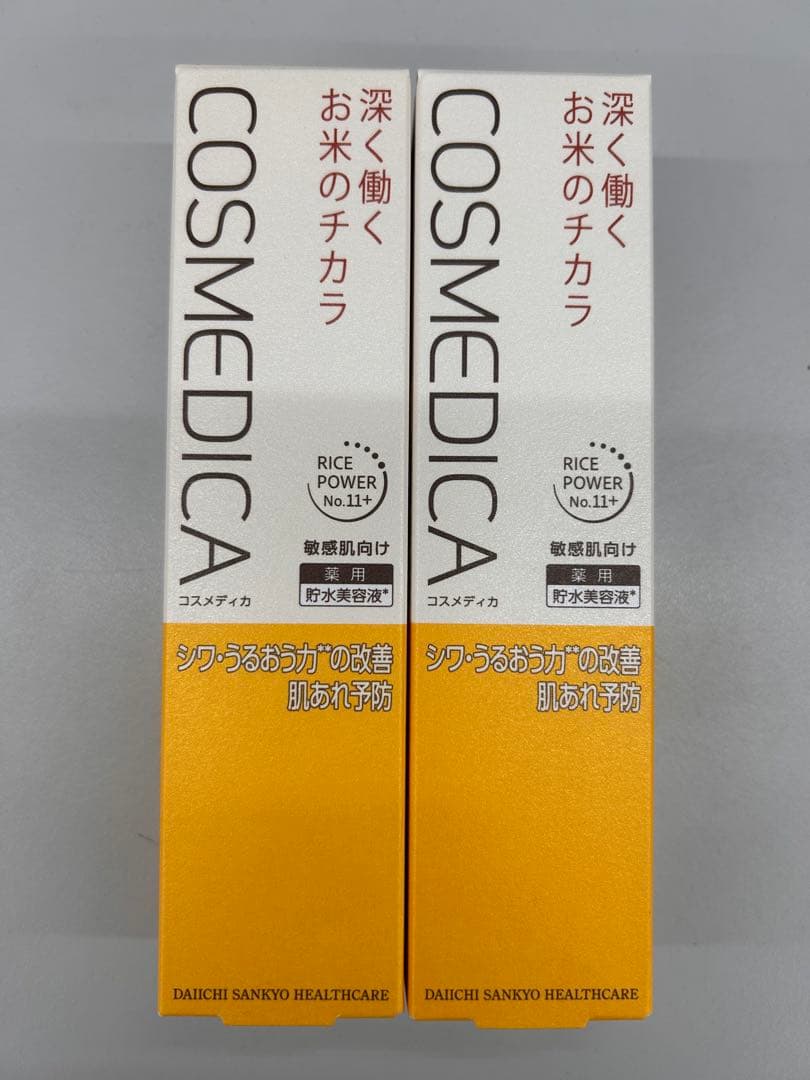 深く働く
お米のチカラ
COSMEDICA
コスメディカ
RICE
POWER
No.11+
敏感肌向け
薬用
貯水美容液*
シワ・うるおう力**の改善
肌あれ予防
DAIICHI SANKYO HEALTHCARE
深く働く
お米のチカラ
COSMEDICA
コスメディカ
RICE
POWER
No.11+
敏感肌向け
薬用
貯水美容液*
シワ・うるおう力**の改善
肌あれ予防
DAIICHI SANKYO HEALTHCARE